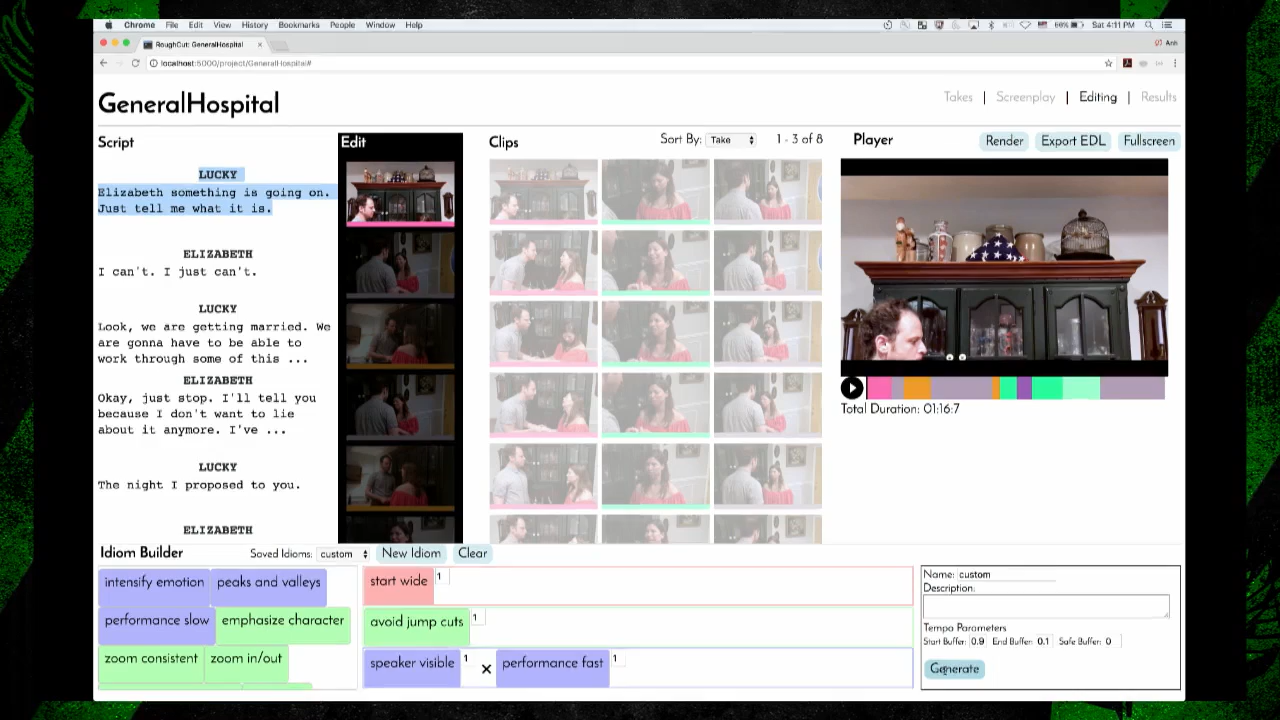 Chrome File Edit View History Bookmarks People Window Help
66% Sat 4:11 PM
RoughCut: GeneralHospital
Anh
localhost:5000/project/GeneralHospital#
GeneralHospital
Takes | Screenplay | Editing | Results
Script
Edit
Clips
Sort By: Take 1 - 3 of 8
Player
Render Export EDL Fullscreen
LUCKY
Elizabeth something is going on.
Just tell me what it is.
ELIZABETH
I can't. I just can't.
LUCKY
Look, we are getting married. We
are gonna have to be able to
work through some of this ...
ELIZABETH
Okay, just stop. I'll tell you
because I don't want to lie
about it anymore. I've ...
LUCKY
The night I proposed to you.
ELIZABETH
Total Duration: 01:16:7
Idiom Builder
Saved Idioms: custom New Idiom Clear
intensify emotion peaks and valleys
performance slow emphasize character
zoom consistent zoom in/out
start wide 1
avoid jump cuts 1
speaker visible 1 × performance fast 1
Name: custom
Description:
Tempo Parameters
Start Buffer: 0.9 End Buffer: 0.1 Safe Buffer: 0
Generate